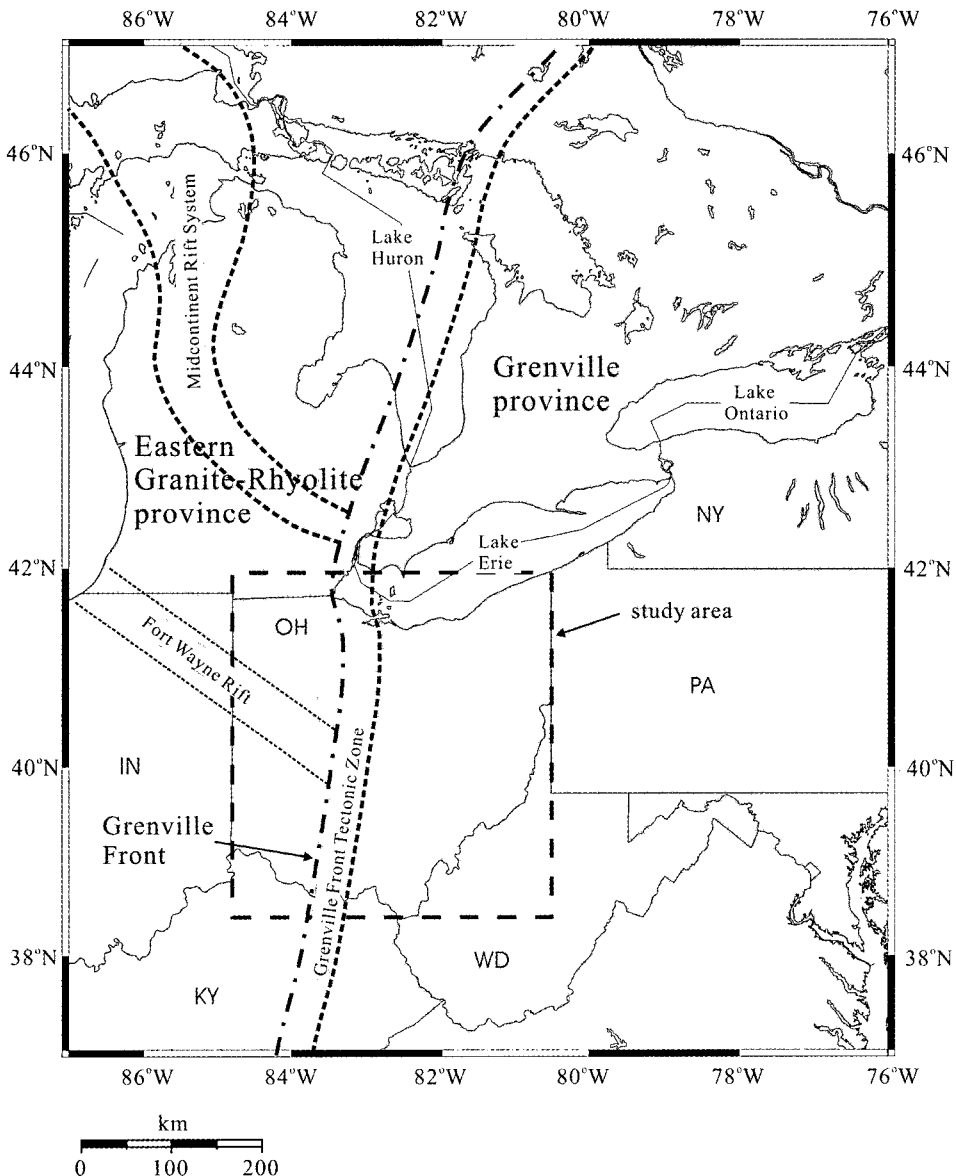 86°W 84°W 82°W 80°W 78°W 76°W
46°N
46°N
Midcontinent Rift System
Lake
Huron
44°N
44°N
Grenville
province
Lake
Ontario
Eastern
Granite-Rhyolite
province
NY
Lake
Erie
42°N
42°N
study area
OH
Fort Wayne Rift
PA
IN
40°N
40°N
Grenville Front Tectonic Zone
Grenville
Front
WD
38°N
38°N
KY
86°W 84°W 82°W 80°W 78°W 76°W
km
0 100 200